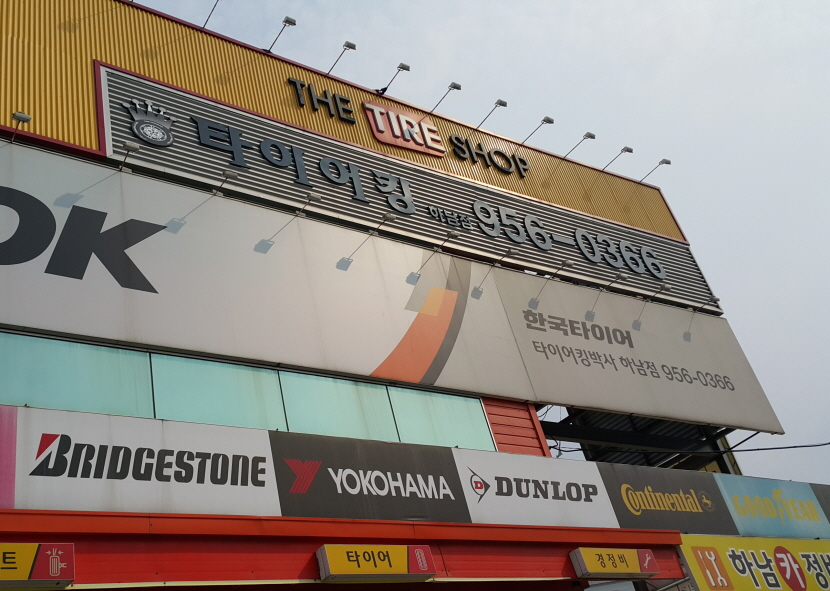 THE TIRE SHOP
타이어킹 하남점 956-0366
OK
한국타이어
타이어킹박사 하남점 956-0366
BRIDGESTONE
YOKOHAMA
D DUNLOP
Continental
GOODYEAR
트
타이어
경정비
하남카정비